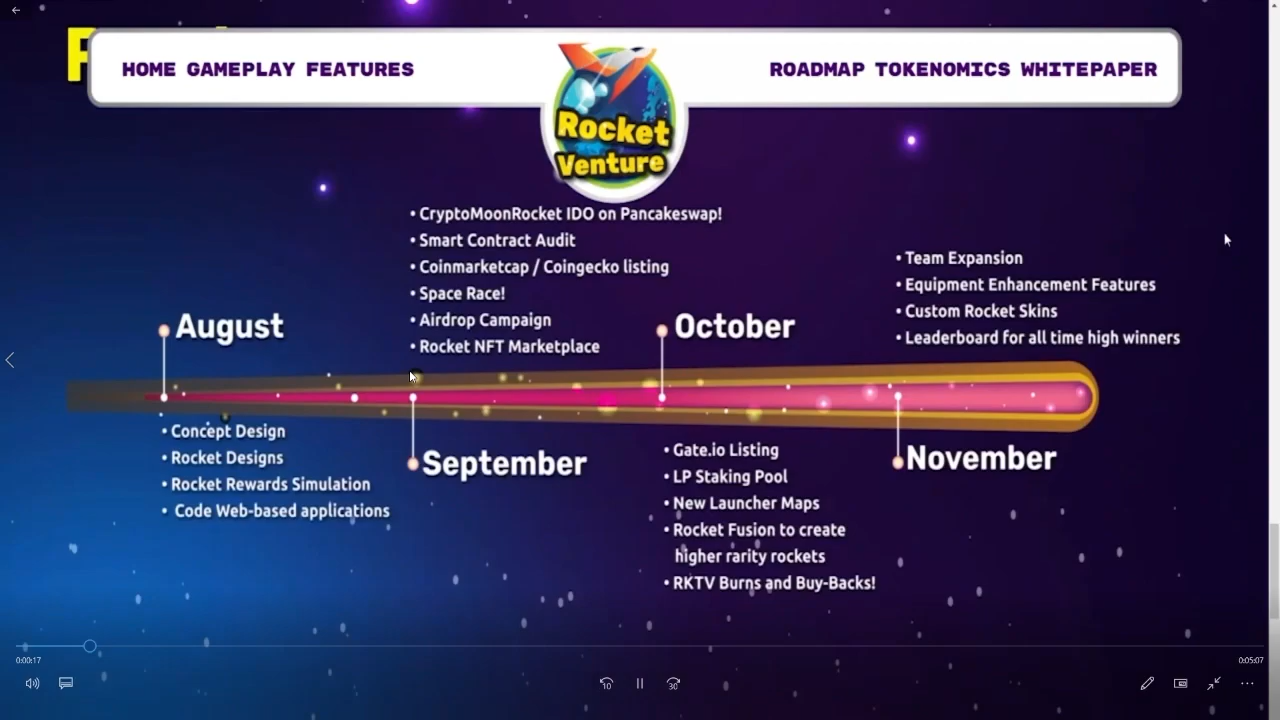 HOME GAMEPLAY FEATURES
Rocket
Venture
ROADMAP TOKENOMICS WHITEPAPER
August
• Concept Design
• Rocket Designs
• Rocket Rewards Simulation
• Code Web-based applications
• CryptoMoonRocket IDO on Pancakeswap!
• Smart Contract Audit
• Coinmarketcap / Coingecko listing
• Space Race!
• Airdrop Campaign
• Rocket NFT Marketplace
September
October
• Gate.io Listing
• LP Staking Pool
• New Launcher Maps
• Rocket Fusion to create
higher rarity rockets
• RKTV Burns and Buy-Backs!
• Team Expansion
• Equipment Enhancement Features
• Custom Rocket Skins
• Leaderboard for all time high winners
November
0:00:17
0:05:07
10
30